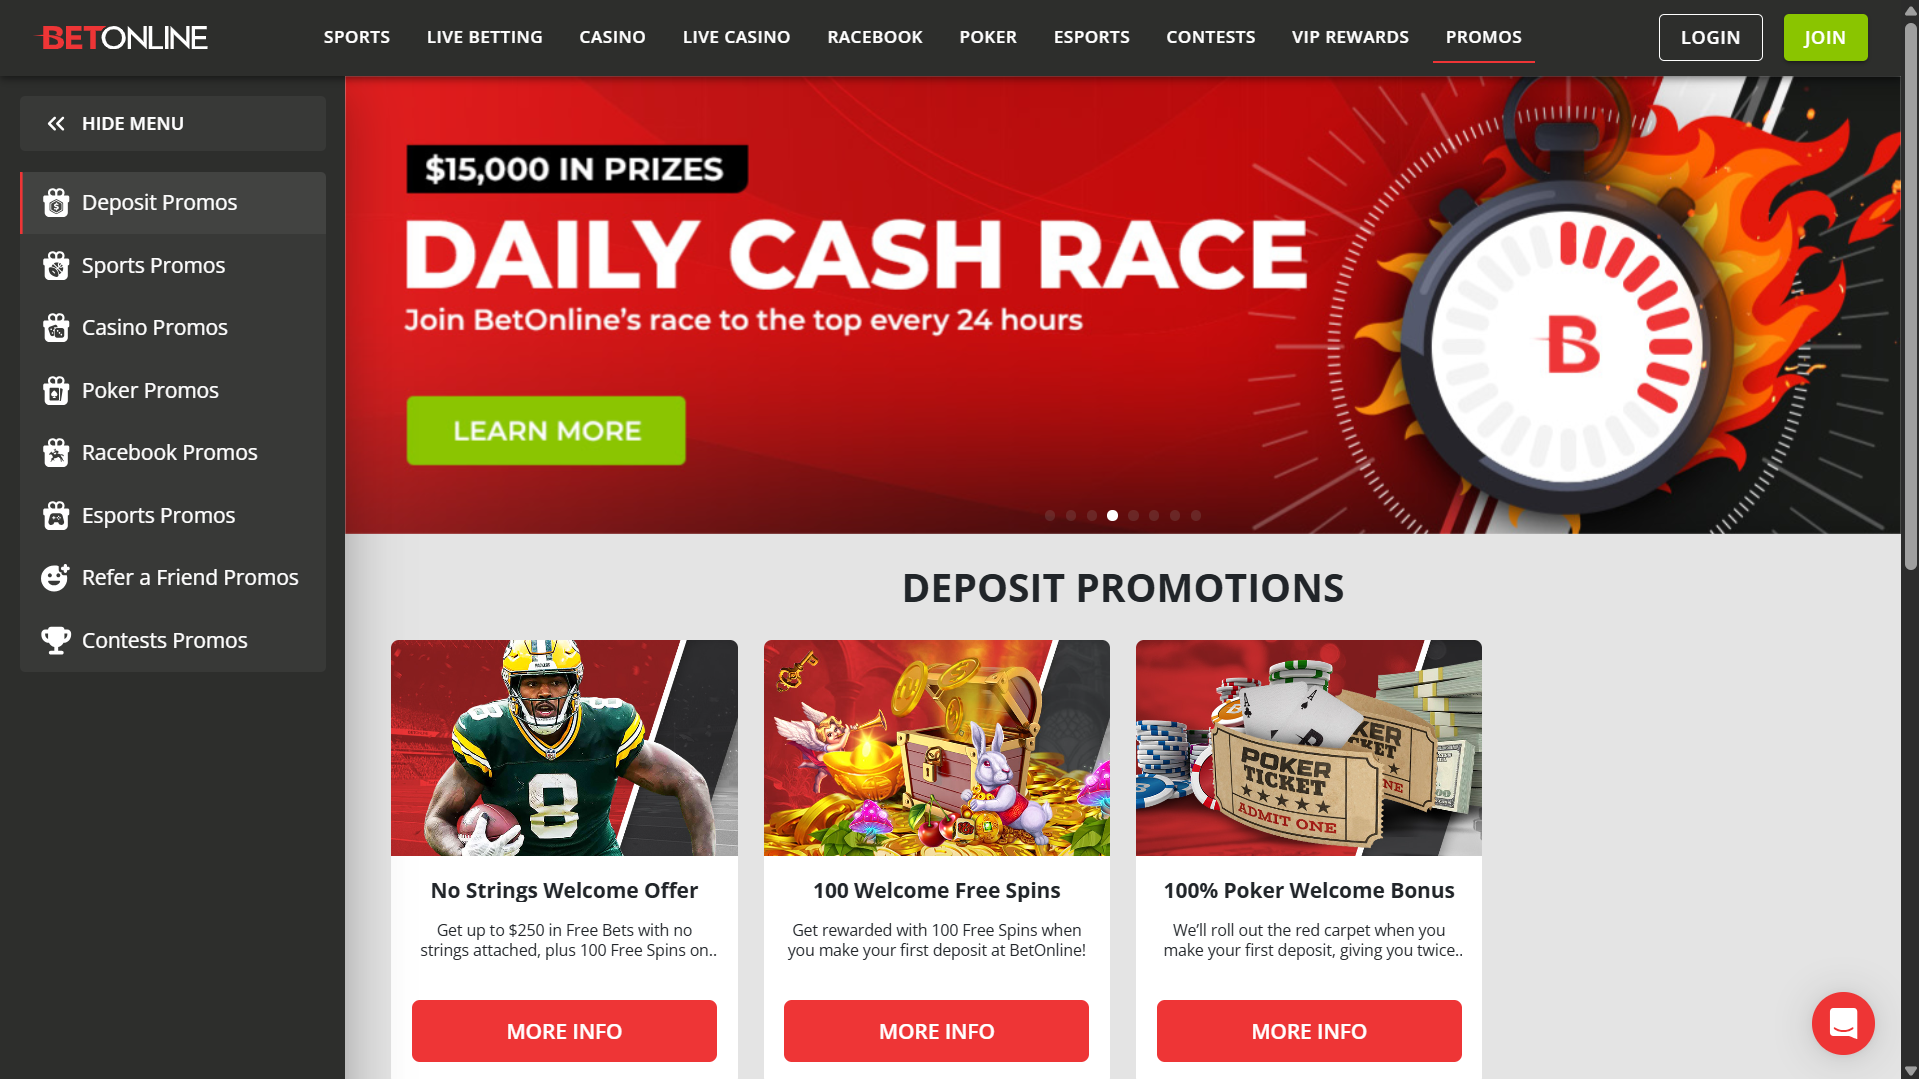 BETONLINE
SPORTS
LIVE BETTING
CASINO
LIVE CASINO
RACEBOOK
POKER
ESPORTS
CONTESTS
VIP REWARDS
PROMOS
LOGIN
JOIN
HIDE MENU
Deposit Promos
Sports Promos
Casino Promos
Poker Promos
Racebook Promos
Esports Promos
Refer a Friend Promos
Contests Promos
$15,000 IN PRIZES
DAILY CASH RACE
Join BetOnline’s race to the top every 24 hours
LEARN MORE
B
DEPOSIT PROMOTIONS
8
8
8
POKER
TICKET
ADMIT ONE
KER
KET
NE
No Strings Welcome Offer
Get up to $250 in Free Bets with no
strings attached, plus 100 Free Spins on..
MORE INFO
100 Welcome Free Spins
Get rewarded with 100 Free Spins when
you make your first deposit at BetOnline!
MORE INFO
100% Poker Welcome Bonus
We’ll roll out the red carpet when you
make your first deposit, giving you twice..
MORE INFO